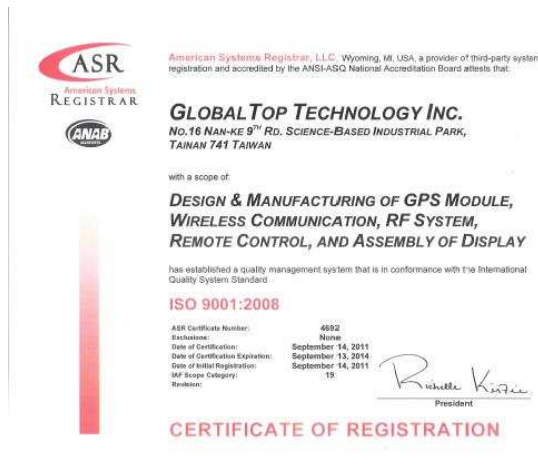 ASR
American Systems
REGISTRAR
ANAB
American Systems Registrar, LLC, Wyoming, MI, USA, a provider of third-party system
registration and accredited by the ANSI-ASQ National Accreditation Board attests that:
GLOBALTOP TECHNOLOGY INC.
NO.16 NAN-KE 9TH RD. SCIENCE-BASED INDUSTRIAL PARK,
TAINAN 741 TAIWAN
with a scope of:
DESIGN & MANUFACTURING OF GPS MODULE,
WIRELESS COMMUNICATION, RF SYSTEM,
REMOTE CONTROL, AND ASSEMBLY OF DISPLAY
has established a quality management system that is in conformance with the International
Quality System Standard
ISO 9001:2008
ASR Certificate Number: 4692
Exclusions: None
Date of Certification: September 14, 2011
Date of Certification Expiration: September 13, 2014
Date of Initial Registration: September 14, 2011
IAF Scope Category: 19
Revision:
President
CERTIFICATE OF REGISTRATION